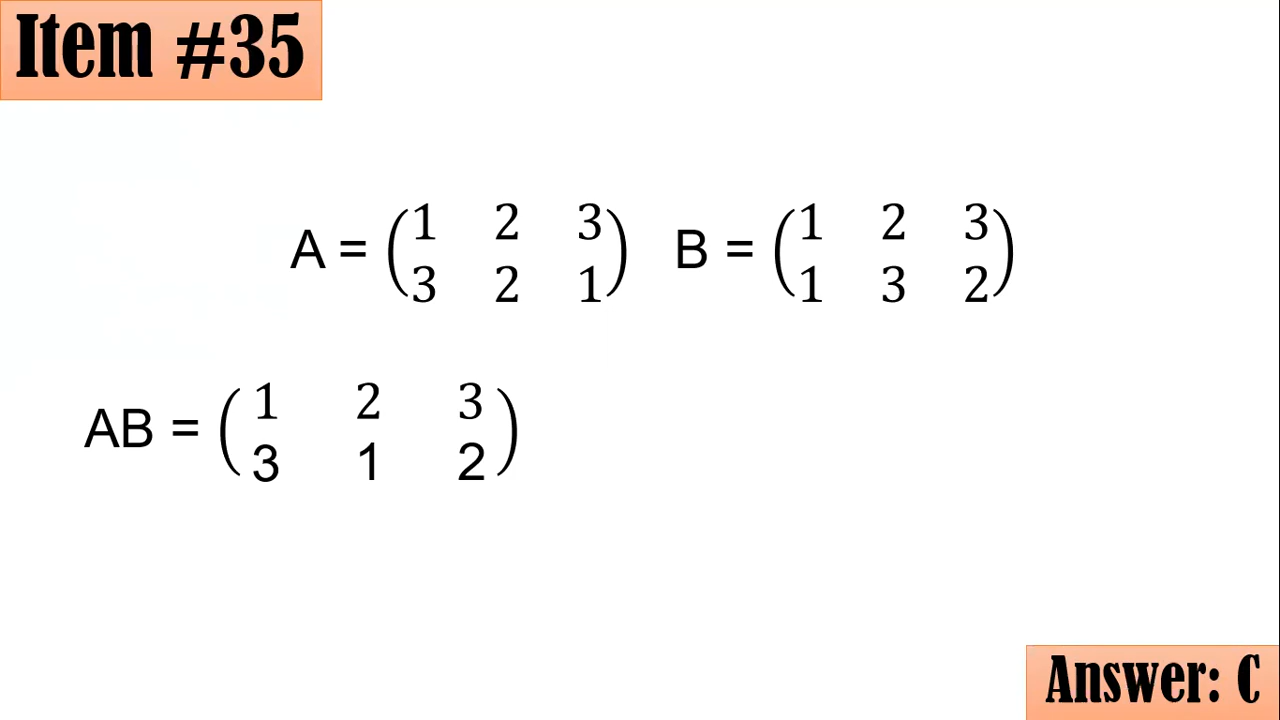 Item #35
A = (1 2 3 B = (1 2 3
3 2 1) 1 3 2)
AB = (1 2 3
3 1 2)
Answer: C